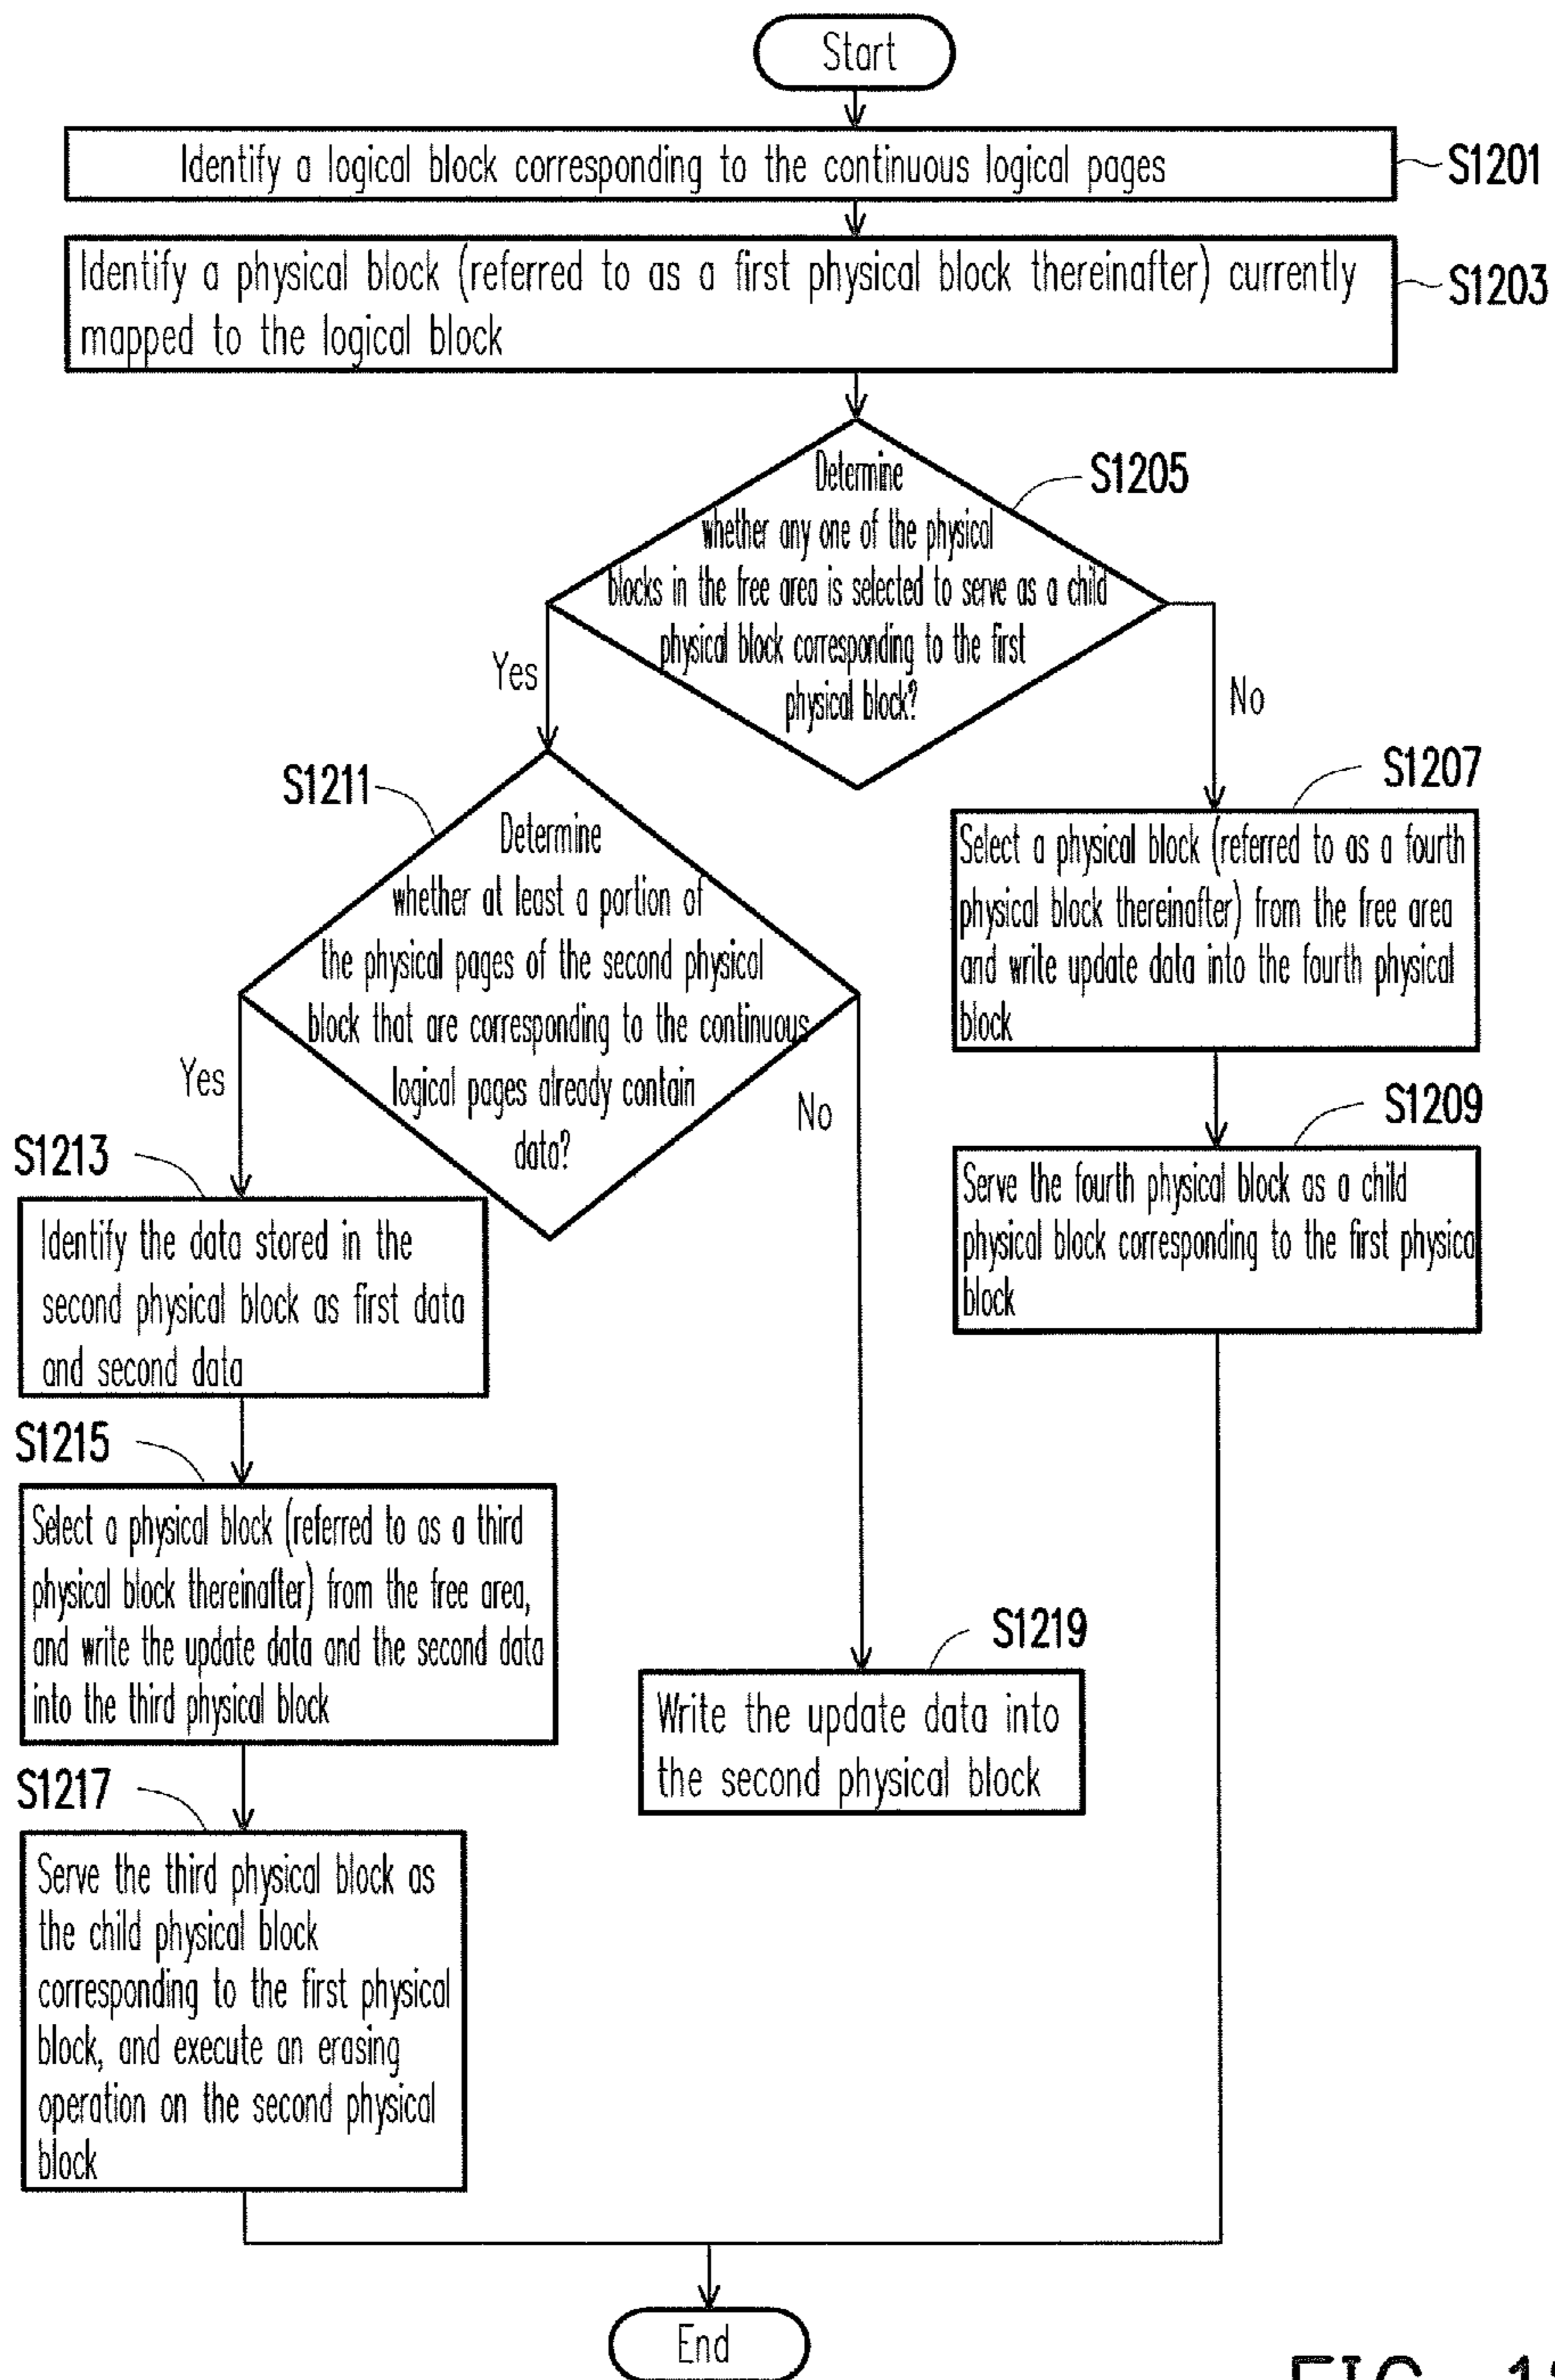 Start
Identify a logical block corresponding to the continuous logical pages
S1201
Identify a physical block (referred to as a first physical block thereinafter) currently
mapped to the logical block
S1203
Determine
whether any one of the physical
blocks in the free area is selected to serve as a child
physical block corresponding to the first
physical block?
S1205
Yes
No
S1207
Select a physical block (referred to as a fourth
physical block thereinafter) from the free area
and write update data into the fourth physical
block
S1209
Serve the fourth physical block as a child
physical block corresponding to the first physica
block
S1211
Determine
whether at least a portion of
the physical pages of the second physical
block that are corresponding to the continuous
logical pages already contain
data?
Yes
No
S1213
Identify the data stored in the
second physical block as first data
and second data
S1215
Select a physical block (referred to as a third
physical block thereinafter) from the free area,
and write the update data and the second data
into the third physical block
S1217
Serve the third physical block as
the child physical block
corresponding to the first physical
block, and execute an erasing
operation on the second physical
block
S1219
Write the update data into
the second physical block
End
FIG.